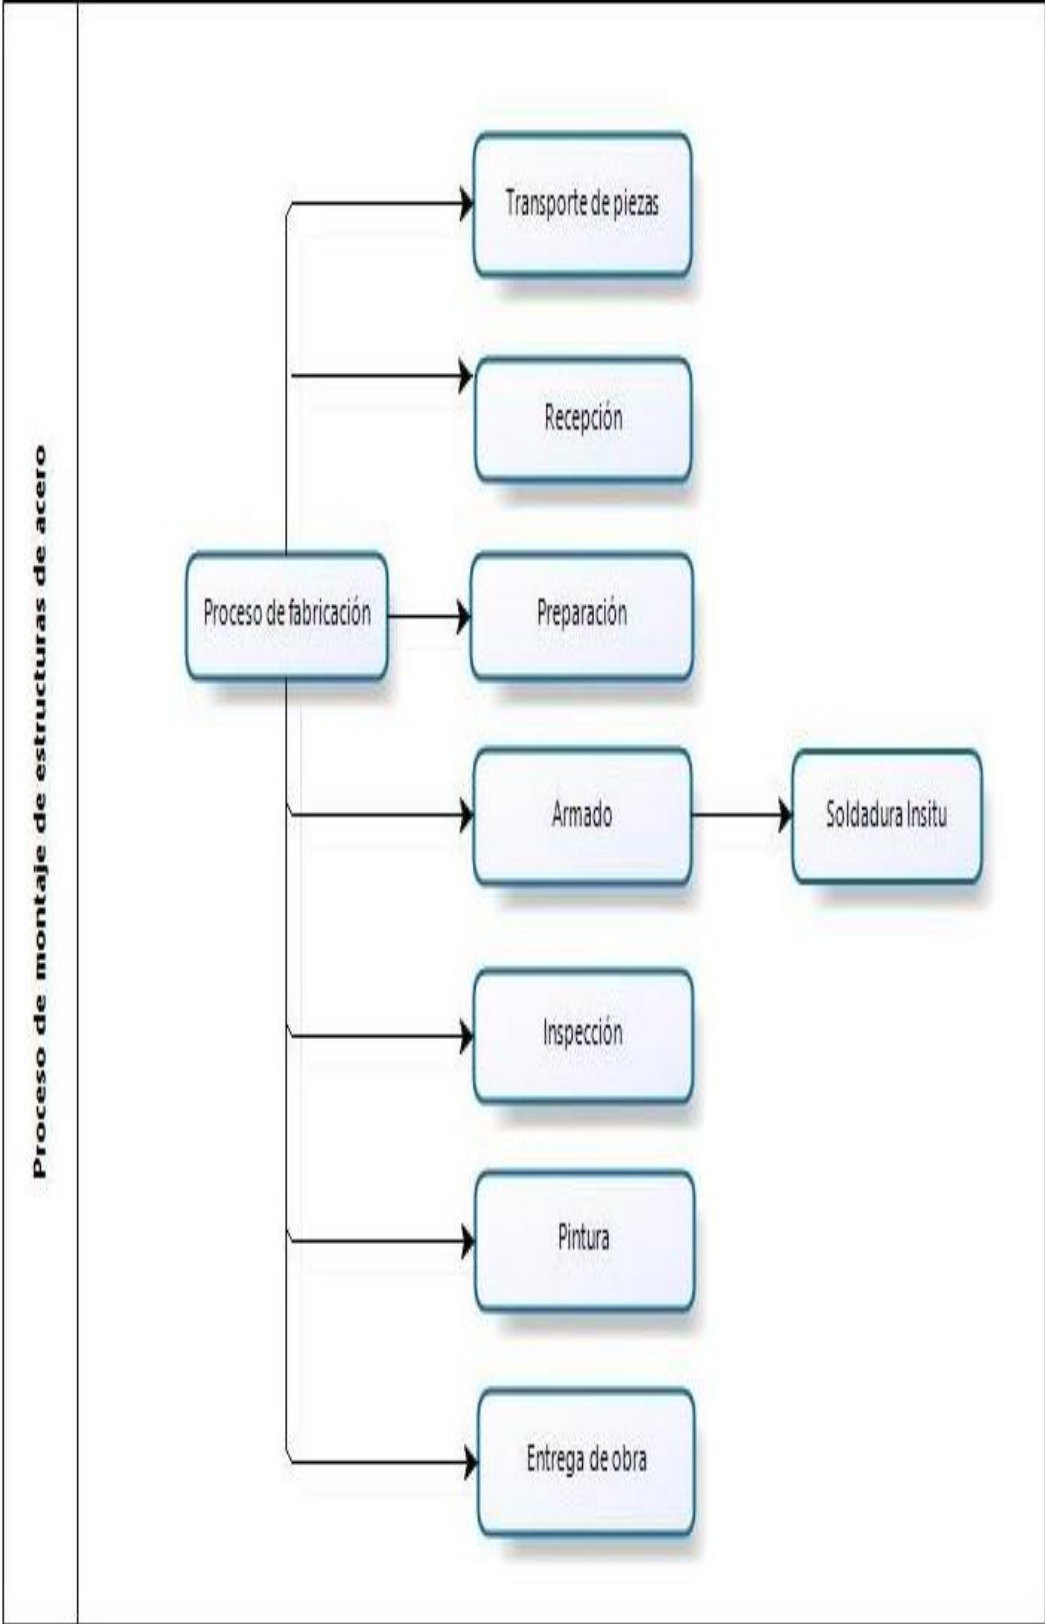 Proceso de montaje de estructuras de acero
Transporte de piezas
Recepción
Proceso de fabricación
Preparación
Armado
Soldadura Insitu
Inspección
Pintura
Entrega de obra